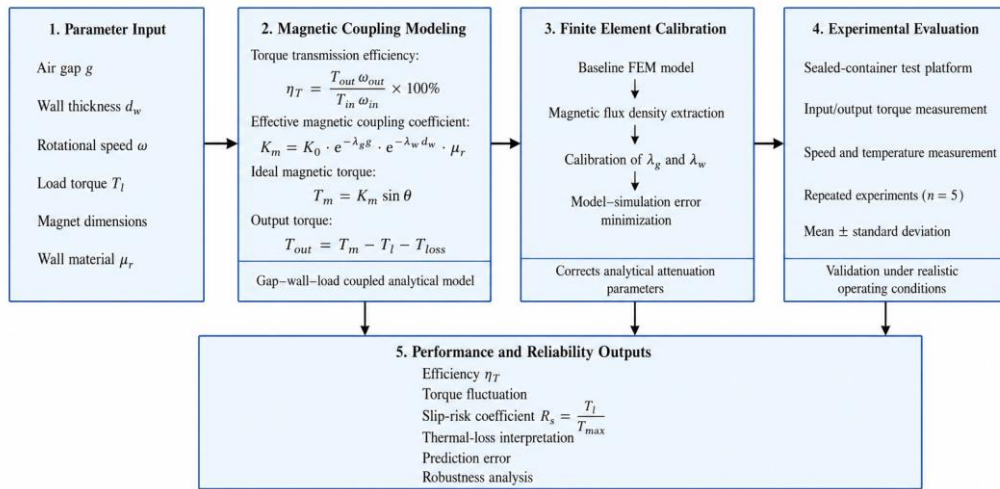 1. Parameter Input
Air gap g
Wall thickness d_w
Rotational speed ω
Load torque T_l
Magnet dimensions
Wall material μ_r
2. Magnetic Coupling Modeling
Torque transmission efficiency:
η_T = (T_out ω_out) / (T_in ω_in) × 100%
Effective magnetic coupling coefficient:
K_m = K_0 · e^{-λ_g g} · e^{-λ_w d_w} · μ_r
Ideal magnetic torque:
T_m = K_m sin θ
Output torque:
T_out = T_m − T_l − T_loss
Gap–wall–load coupled analytical model
3. Finite Element Calibration
Baseline FEM model
Magnetic flux density extraction
Calibration of λ_g and λ_w
Model–simulation error
minimization
Corrects analytical attenuation
parameters
4. Experimental Evaluation
Sealed-container test platform
Input/output torque measurement
Speed and temperature measurement
Repeated experiments (n = 5)
Mean ± standard deviation
Validation under realistic
operating conditions
5. Performance and Reliability Outputs
Efficiency η_T
Torque fluctuation
Slip-risk coefficient R_s = T_l / T_max
Thermal-loss interpretation
Prediction error
Robustness analysis